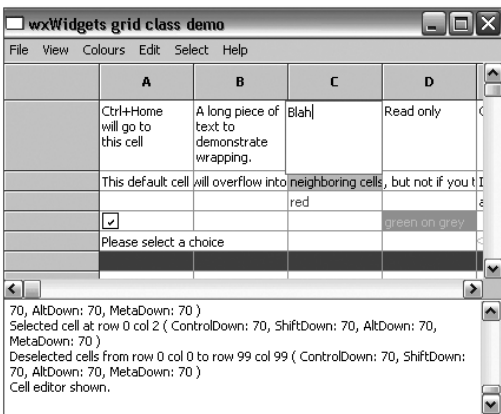 wxWidgets grid class demo
File View Colours Edit Select Help
A B C D
Ctrl+Home
will go to
this cell
A long piece of
text to
demonstrate
wrapping.
Blah
Read only
This default cell will overflow into neighboring cells, but not if you t
red
green on grey
Please select a choice
70, AltDown: 70, MetaDown: 70 )
Selected cell at row 0 col 2 ( ControlDown: 70, ShiftDown: 70, AltDown: 70,
MetaDown: 70 )
Deselected cells from row 0 col 0 to row 99 col 99 ( ControlDown: 70, ShiftDown:
70, AltDown: 70, MetaDown: 70 )
Cell editor shown.